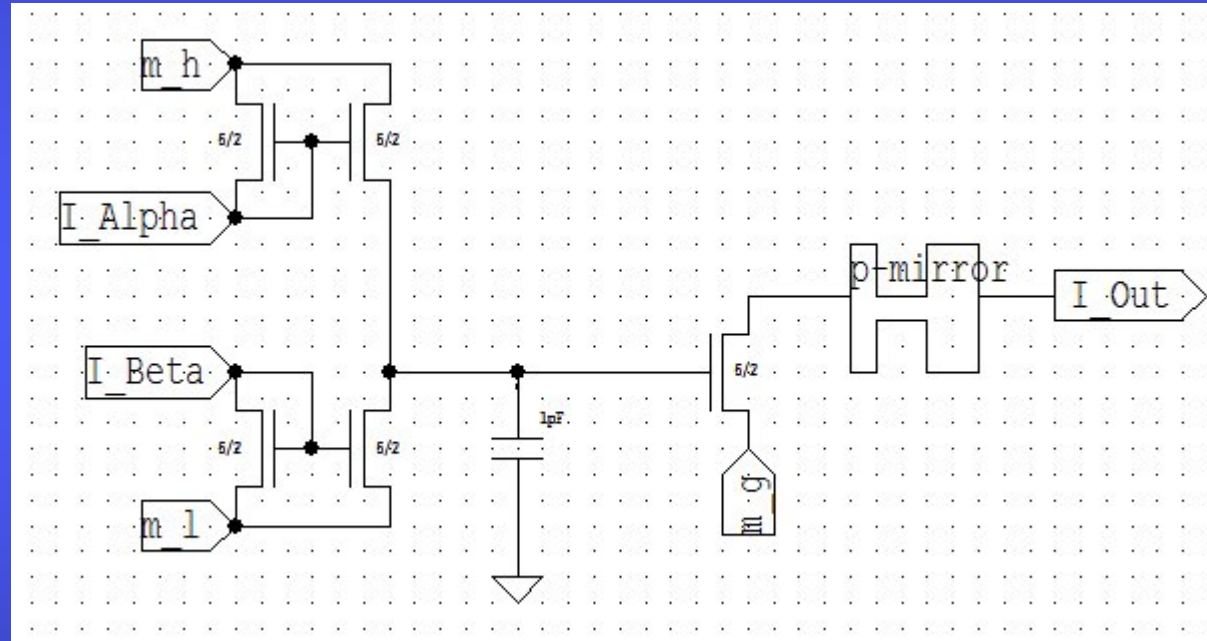 m_h
6/2
6/2
I_Alpha
p-mirror
I_Out
I_Beta
6/2
1pF
6/2
6/2
m_g
m_l